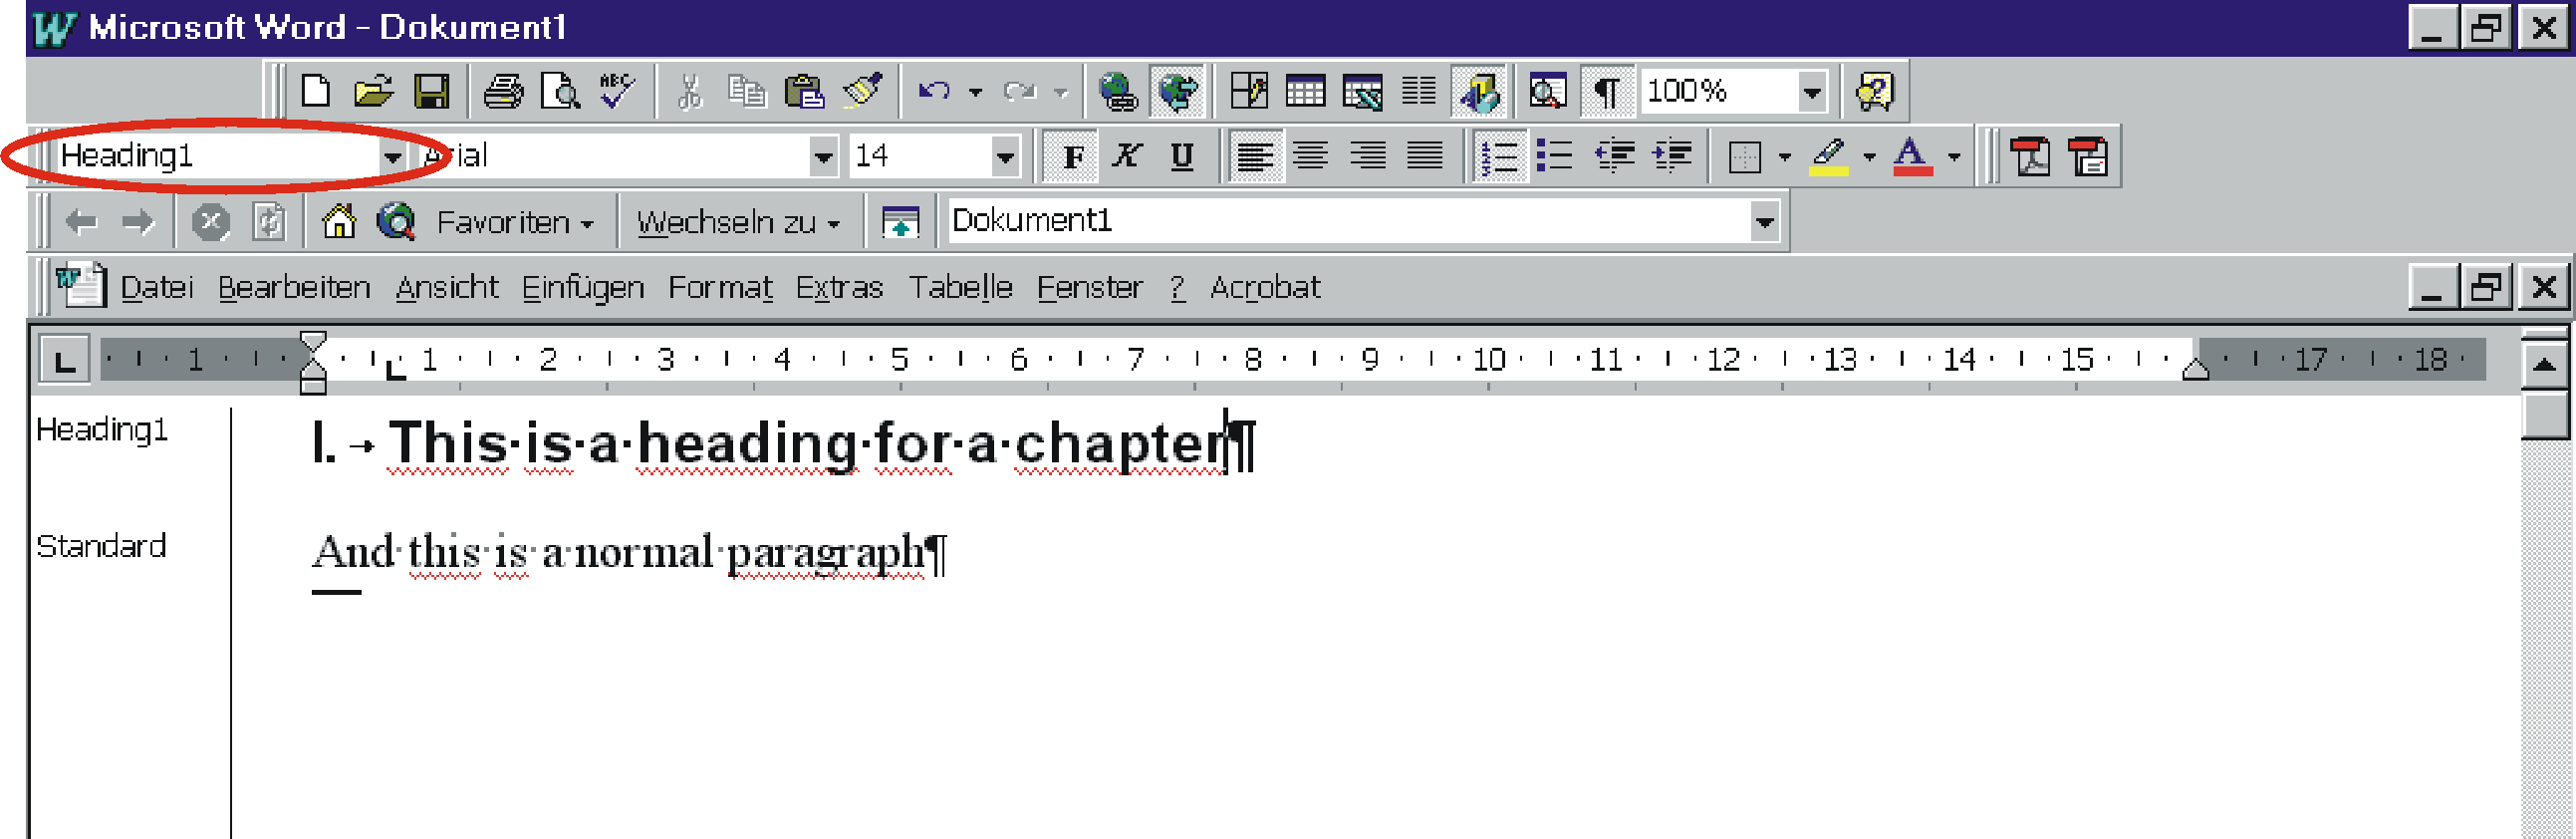 Microsoft Word - Dokument1
ABC 100%
Heading1 Arial 14 F K U A
Favoriten Wechseln zu Dokument1
Datei Bearbeiten Ansicht Einfügen Format Extras Tabelle Fenster ? Acrobat
1 1 2 3 4 5 6 7 8 9 10 11 12 13 14 15 17 18
Heading1 I. → This·is·a·heading·for·a·chapter¶
Standard And·this·is·a·normal·paragraph¶